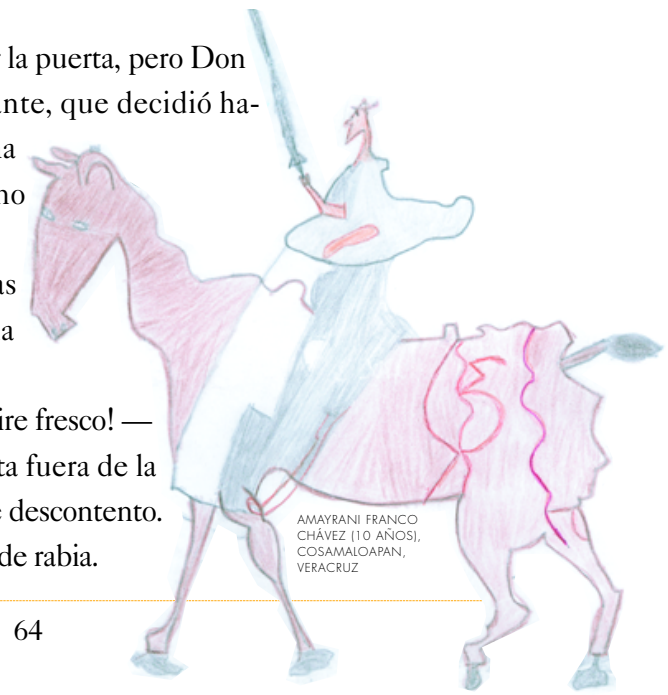 la puerta, pero Don
nte, que decidió ha-
a
no
as
a
ire fresco! —
ta fuera de la
descontento.
de rabia.
AMAYRANI FRANCO
CHÁVEZ (10 AÑOS),
COSAMALOAPAN,
VERACRUZ
64